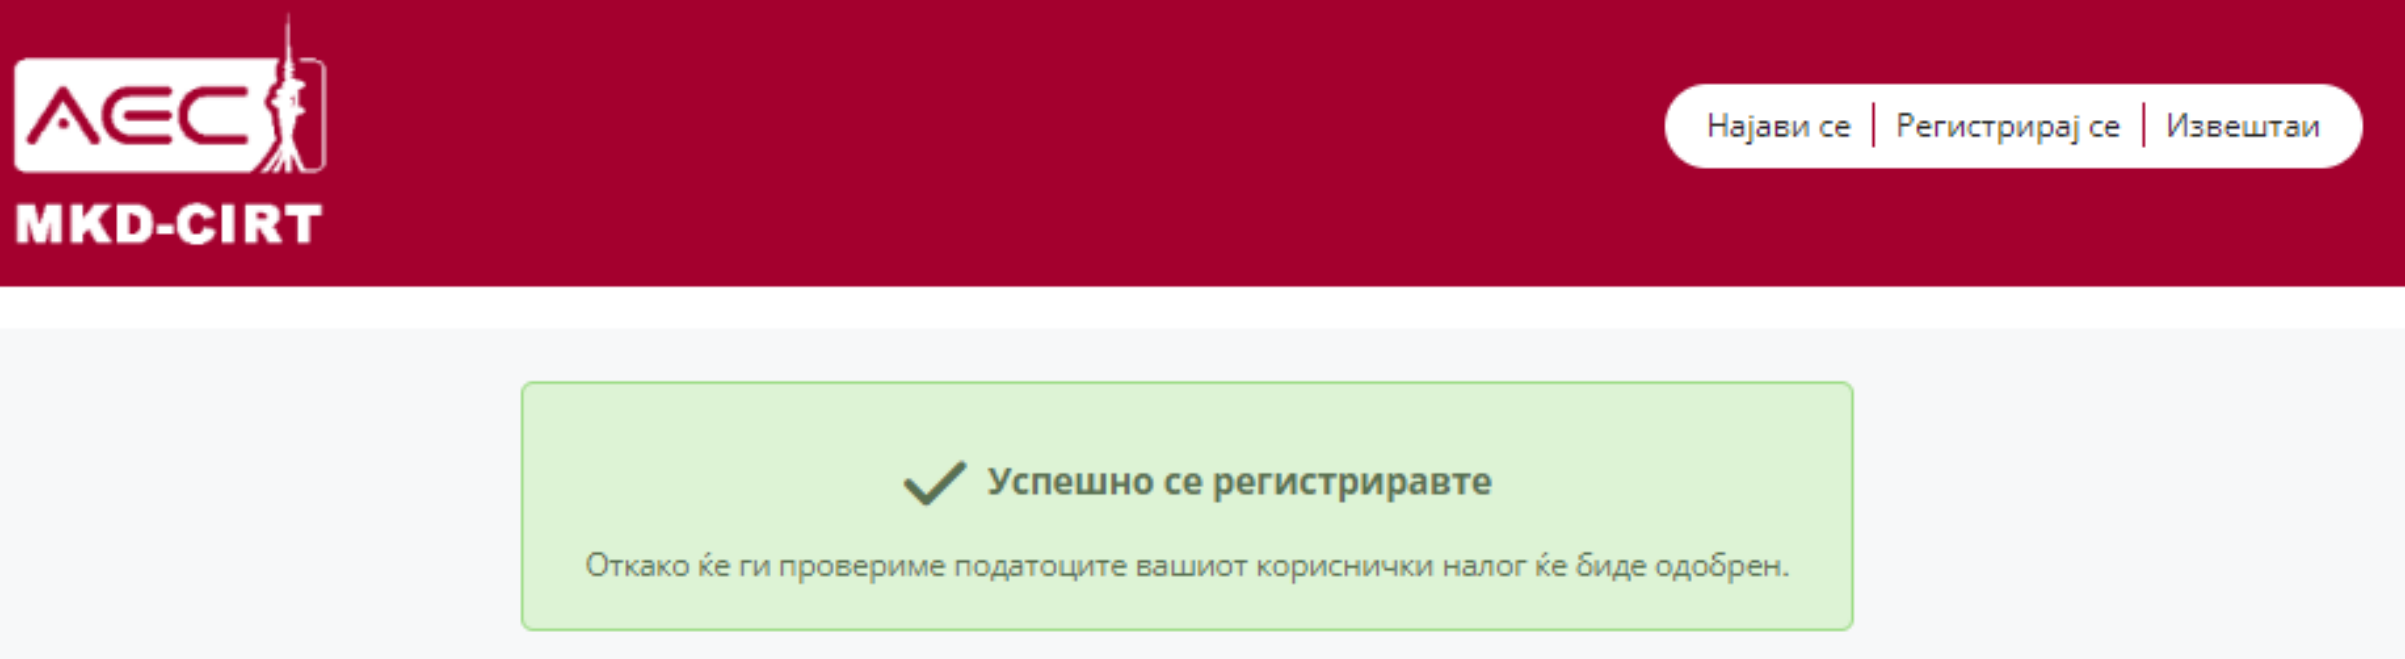 AEC
MKD-CIRT
Најави се | Регистрирај се | Извештаи
Успешно се регистриравте
Откако ќе ги провериме податоците вашиот кориснички налог ќе биде одобрен.